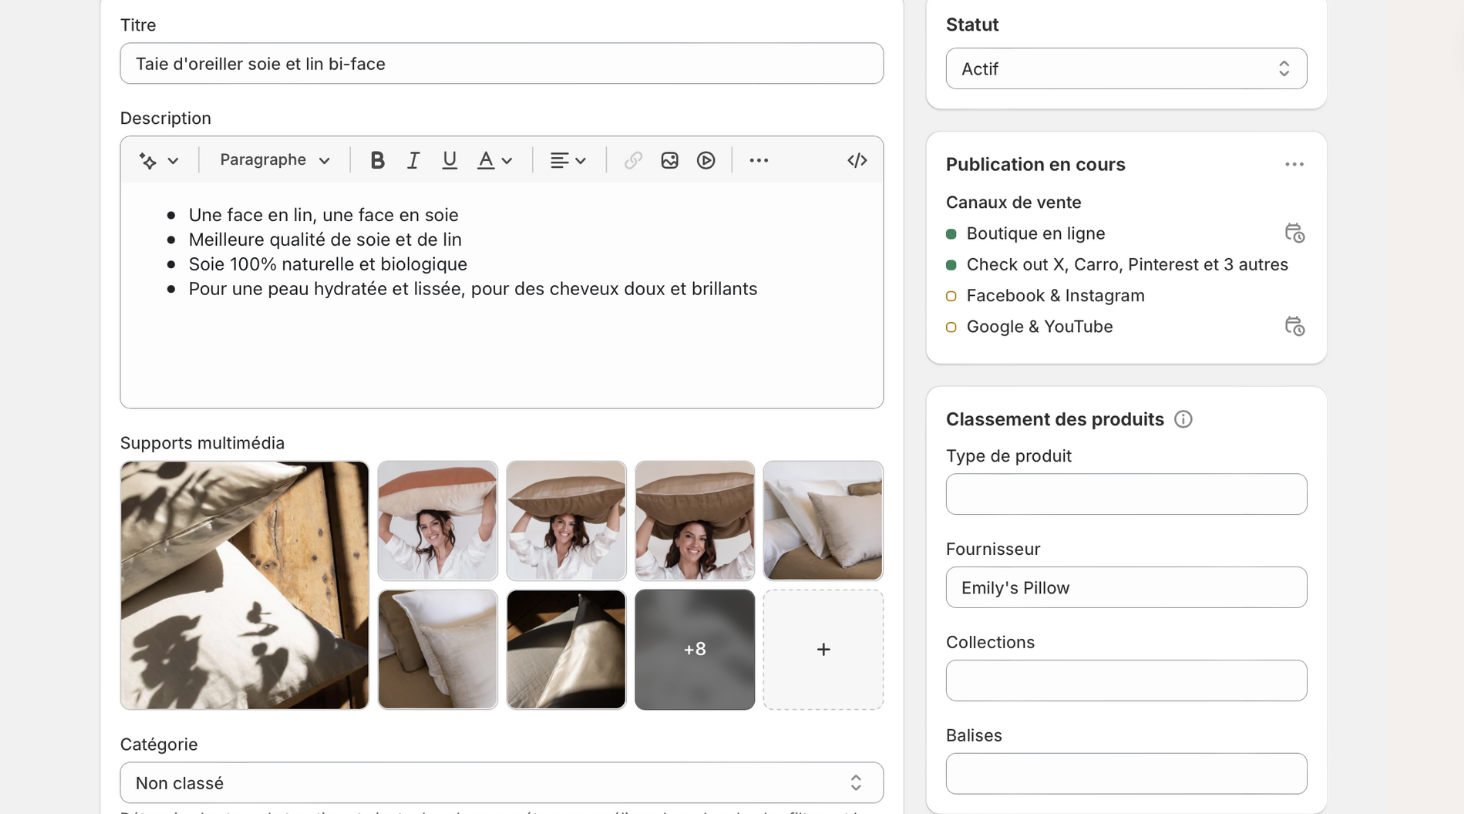 Titre
Taie d'oreiller soie et lin bi-face
Description
Paragraphe
B I U A
Une face en lin, une face en soie
Meilleure qualité de soie et de lin
Soie 100% naturelle et biologique
Pour une peau hydratée et lissée, pour des cheveux doux et brillants
Supports multimédia
+8
Catégorie
Non classé
Statut
Actif
Publication en cours
Canaux de vente
Boutique en ligne
Check out X, Carro, Pinterest et 3 autres
Facebook & Instagram
Google & YouTube
Classement des produits
Type de produit
Fournisseur
Emily's Pillow
Collections
Balises